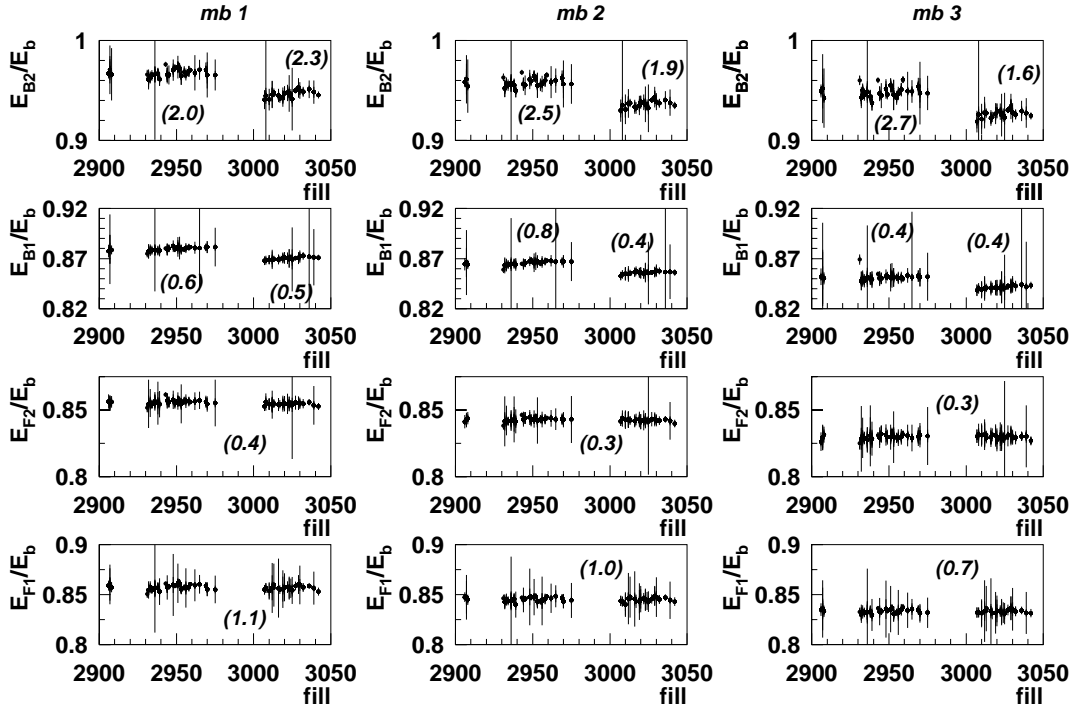 mb 1 mb 2 mb 3
E_B2/E_b 1 0.9 (2.0) (2.3) 2900 2950 3000 3050 fill
E_B2/E_b 1 0.9 (2.5) (1.9) 2900 2950 3000 3050 fill
E_B2/E_b 1 0.9 (2.7) (1.6) 2900 2950 3000 3050 fill
E_B1/E_b 0.92 0.87 0.82 (0.6) (0.5) 2900 2950 3000 3050 fill
E_B1/E_b 0.92 0.87 0.82 (0.8) (0.4) 2900 2950 3000 3050 fill
E_B1/E_b 0.92 0.87 0.82 (0.4) (0.4) 2900 2950 3000 3050 fill
E_F2/E_b 0.85 0.8 (0.4) 2900 2950 3000 3050 fill
E_F2/E_b 0.85 0.8 (0.3) 2900 2950 3000 3050 fill
E_F2/E_b 0.85 0.8 (0.3) 2900 2950 3000 3050 fill
E_F1/E_b 0.9 0.85 0.8 (1.1) 2900 2950 3000 3050 fill
E_F1/E_b 0.9 0.85 0.8 (1.0) 2900 2950 3000 3050 fill
E_F1/E_b 0.9 0.85 0.8 (0.7) 2900 2950 3000 3050 fill